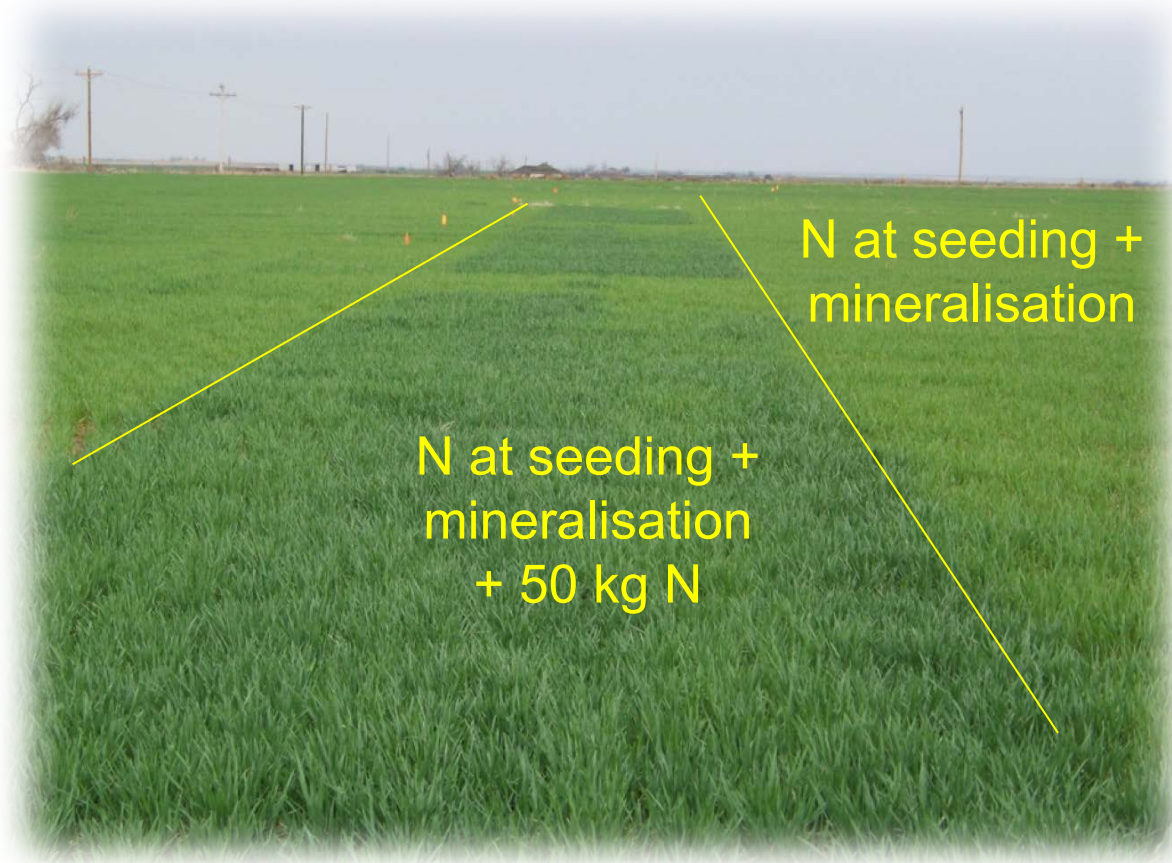 N at seeding +
mineralisation
N at seeding +
mineralisation
+ 50 kg N